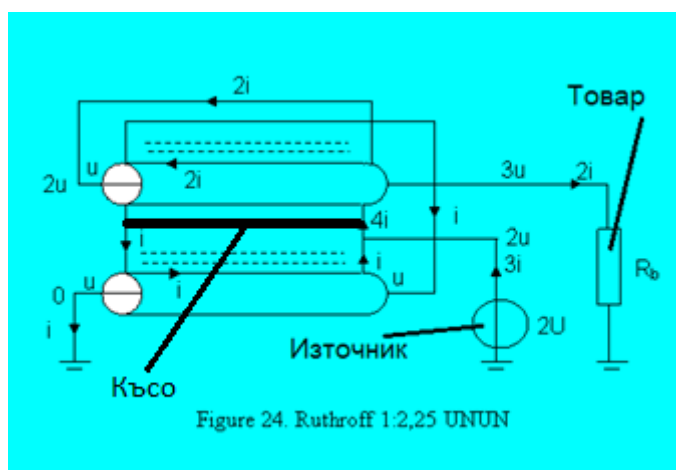 2i
Товар
u
2u
2i
3u
2i
i
i
4i
2u
i
i
3i
0
u
u
i
Rb
2U
Източник
Късо
Figure 24. Ruthroff 1:2,25 UNUN